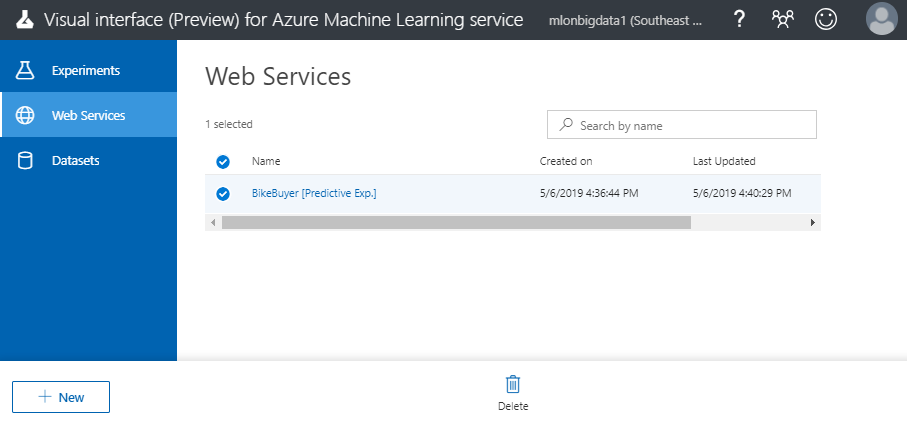 Visual interface (Preview) for Azure Machine Learning service mlonbigdata1 (Southeast ... ?
Experiments
Web Services
Datasets
Web Services
1 selected
Search by name
Name Created on Last Updated
BikeBuyer [Predictive Exp.] 5/6/2019 4:36:44 PM 5/6/2019 4:40:29 PM
New
Delete